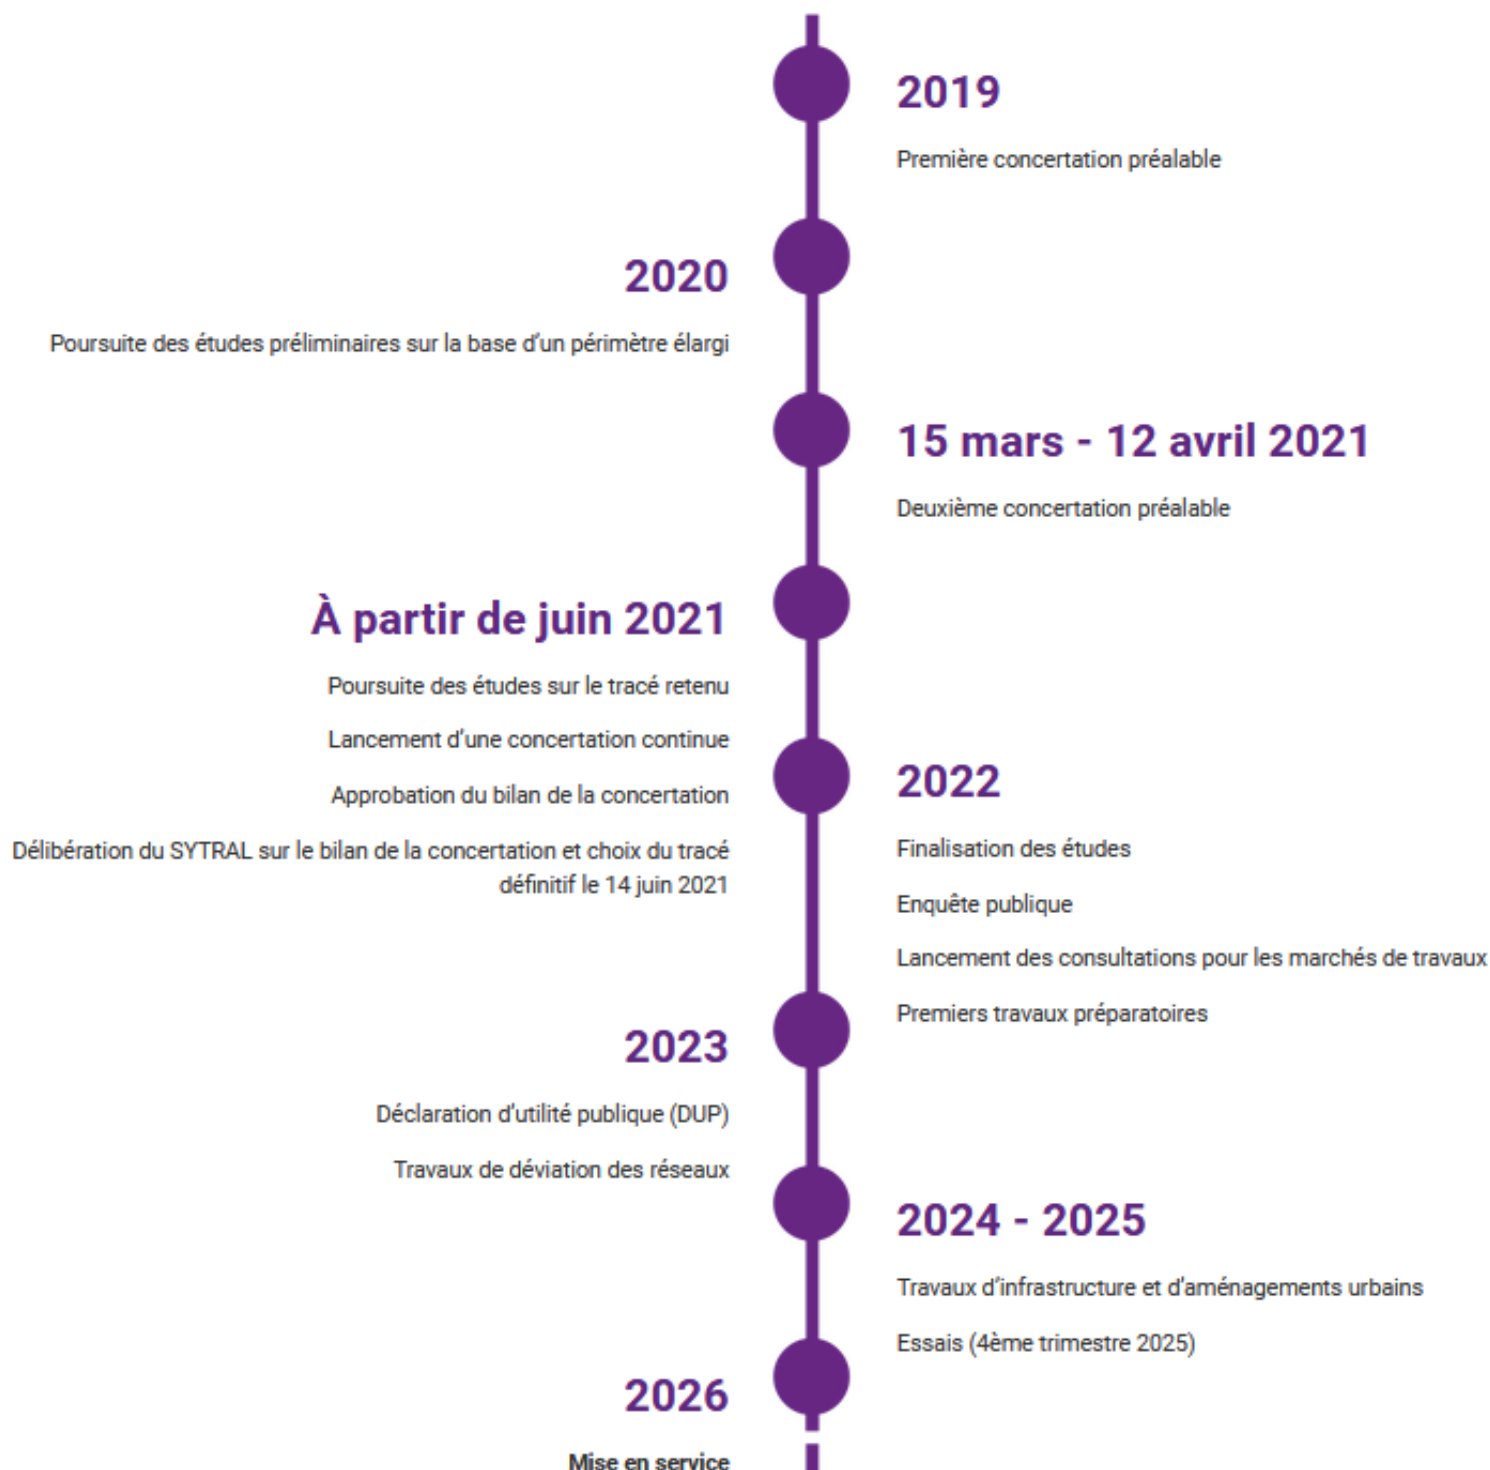 2019
Première concertation préalable
2020
Poursuite des études préliminaires sur la base d'un périmètre élargi
15 mars - 12 avril 2021
Deuxième concertation préalable
À partir de juin 2021
Poursuite des études sur le tracé retenu
Lancement d'une concertation continue
Approbation du bilan de la concertation
Délibération du SYTRAL sur le bilan de la concertation et choix du tracé
définitif le 14 juin 2021
2022
Finalisation des études
Enquête publique
Lancement des consultations pour les marchés de travaux
Premiers travaux préparatoires
2023
Déclaration d'utilité publique (DUP)
Travaux de déviation des réseaux
2024 - 2025
Travaux d'infrastructure et d'aménagements urbains
Essais (4ème trimestre 2025)
2026
Mise en service